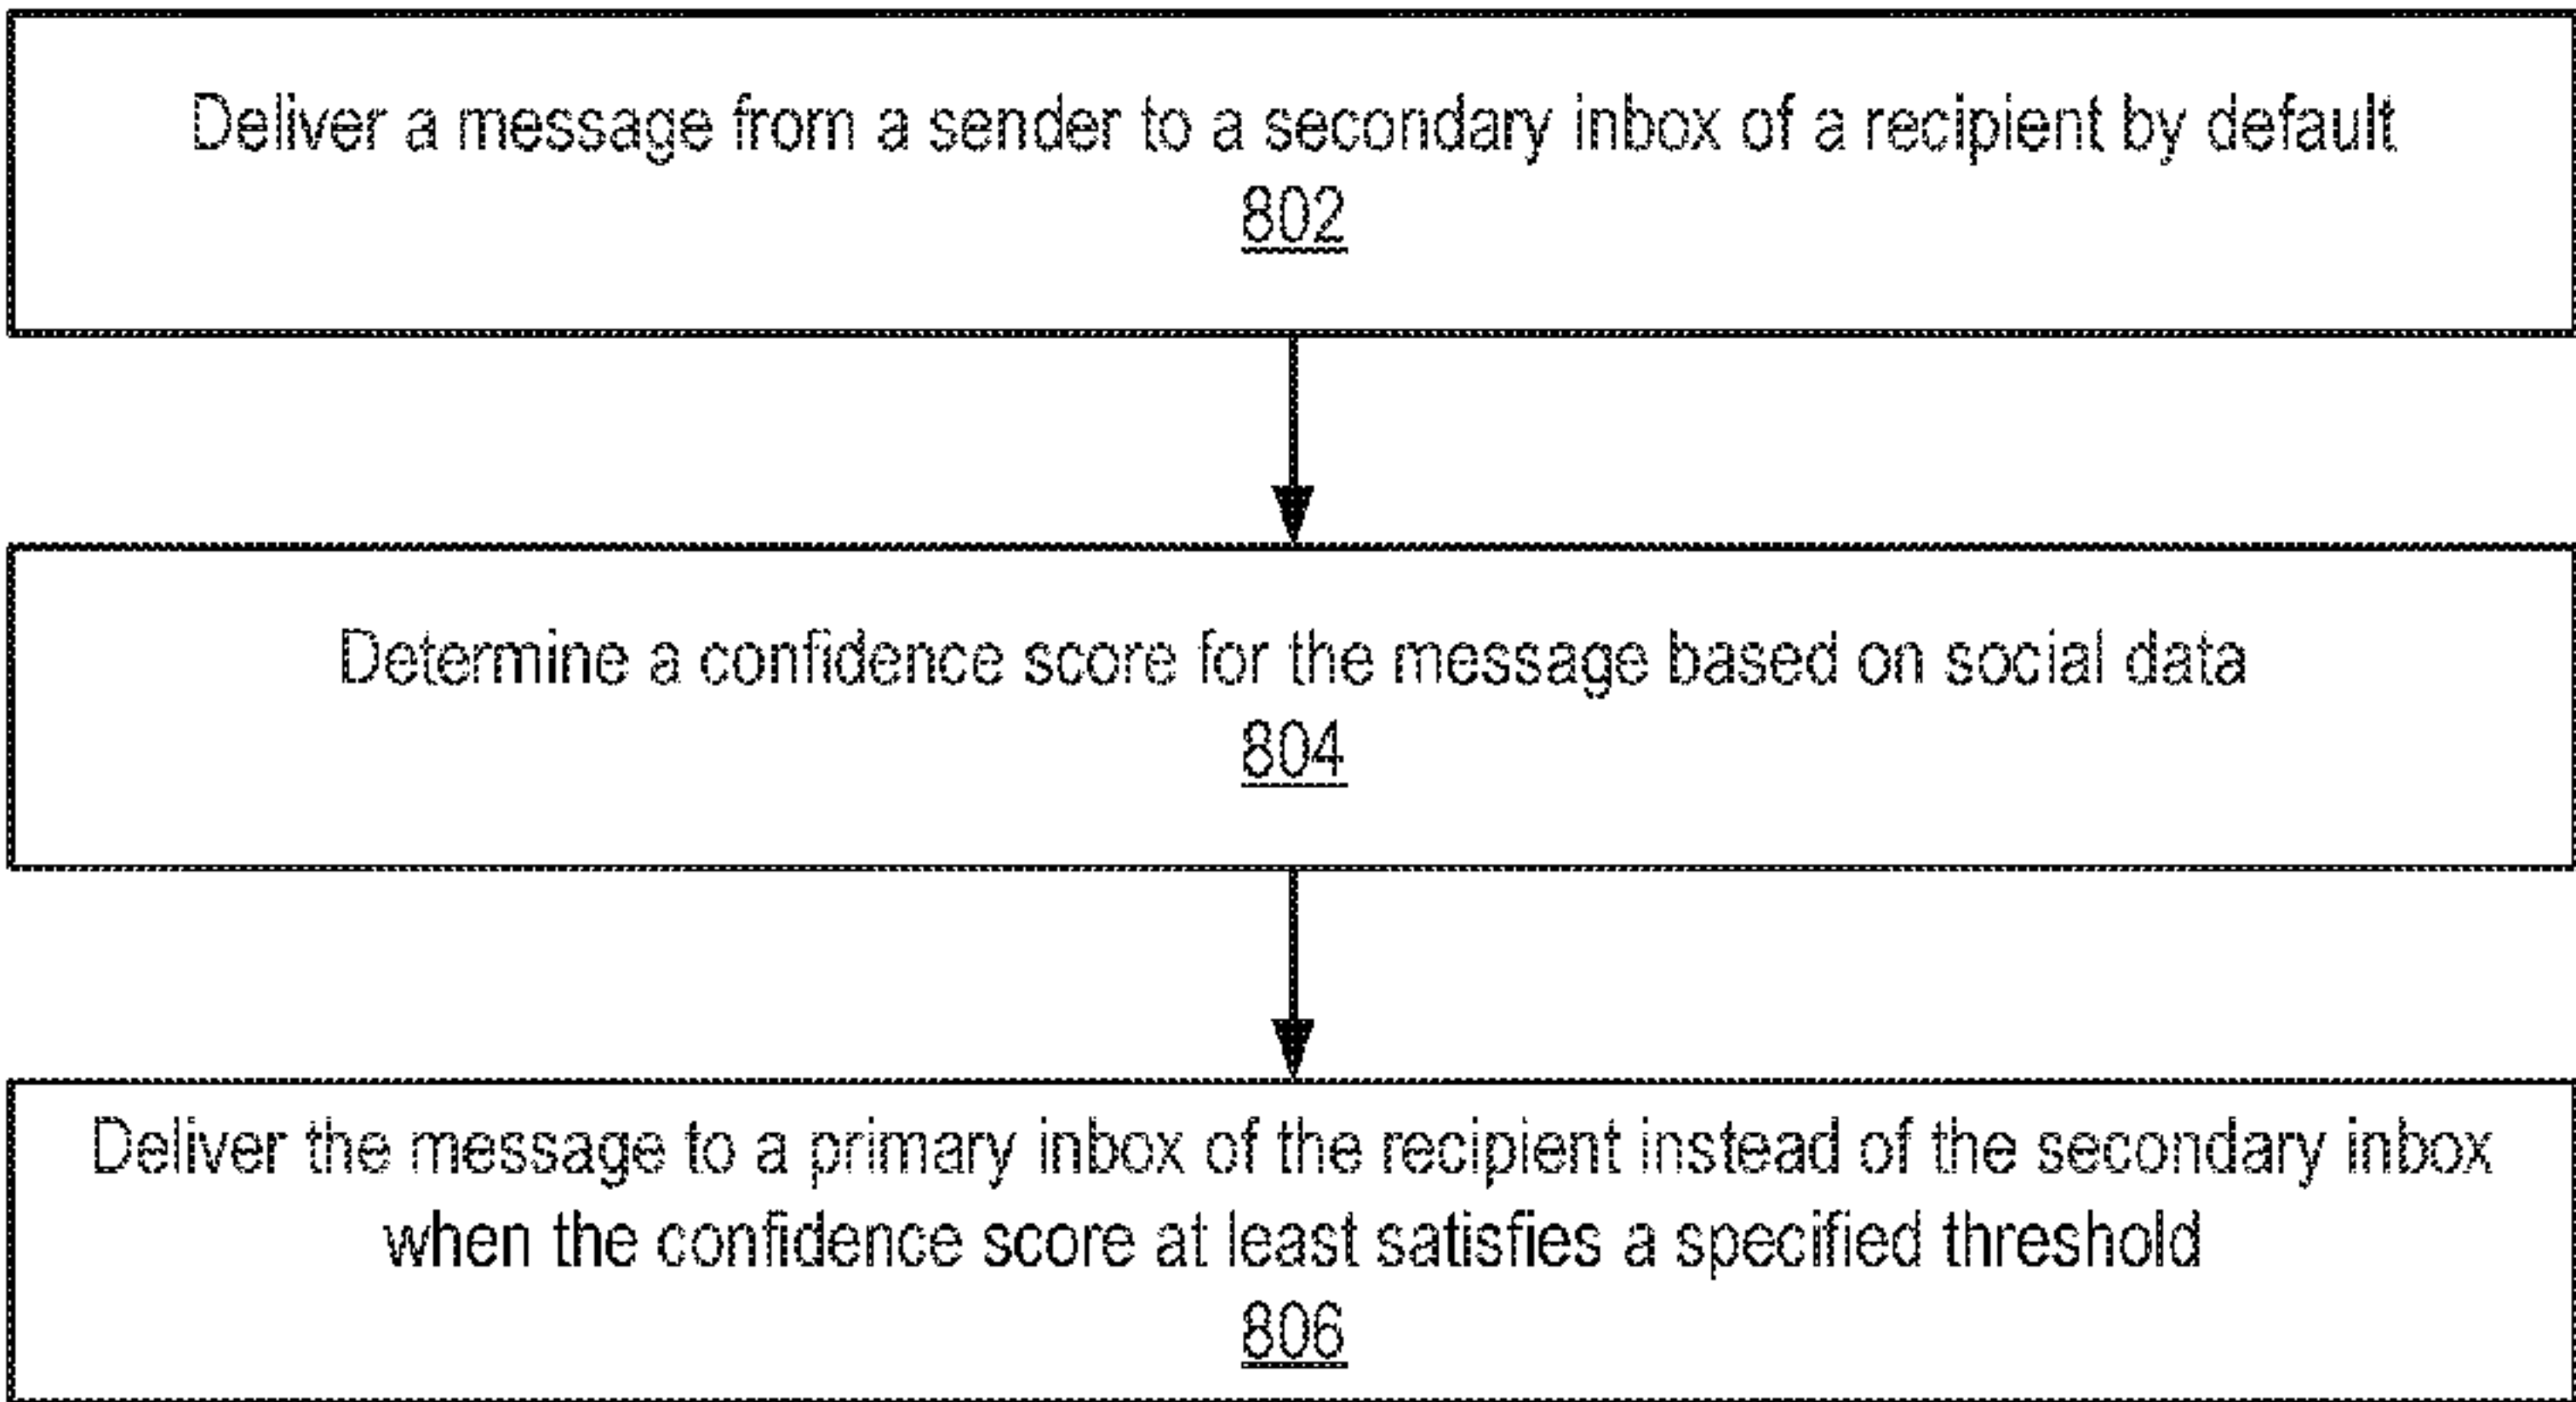 Deliver a message from a sender to a secondary inbox of a recipient by default
802
Determine a confidence score for the message based on social data
804
Deliver the message to a primary inbox of the recipient instead of the secondary inbox
when the confidence score at least satisfies a specified threshold
806